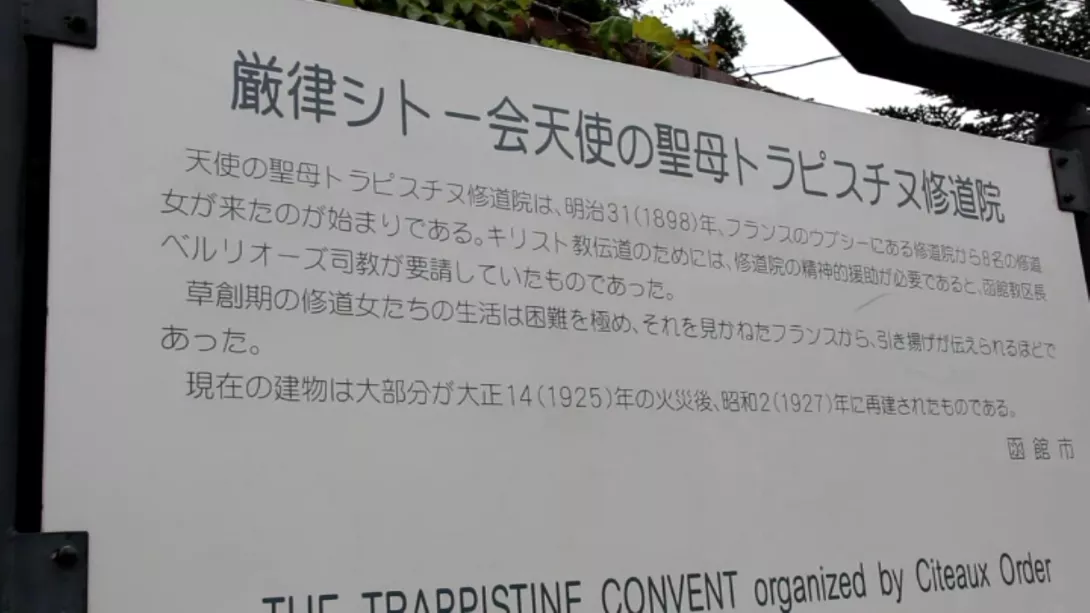 厳律シトー会天使の聖母トラピスチヌ修道院
天使の聖母トラピスチヌ修道院は、明治31(1898)年、フランスのウプシーにある修道院から8名の修道
女が来たのが始まりである。キリスト教伝道のためには、修道院の精神的援助が必要であると、函館教区長
ベルリオーズ司教が要請していたものであった。
草創期の修道女たちの生活は困難を極め、それを見かねたフランスから、引き揚げが伝えられるほどで
あった。
現在の建物は大部分が大正14(1925)年の火災後、昭和2(1927)年に再建されたものである。
函館市
THE TRAPPISTINE CONVENT organized by Citeaux Order